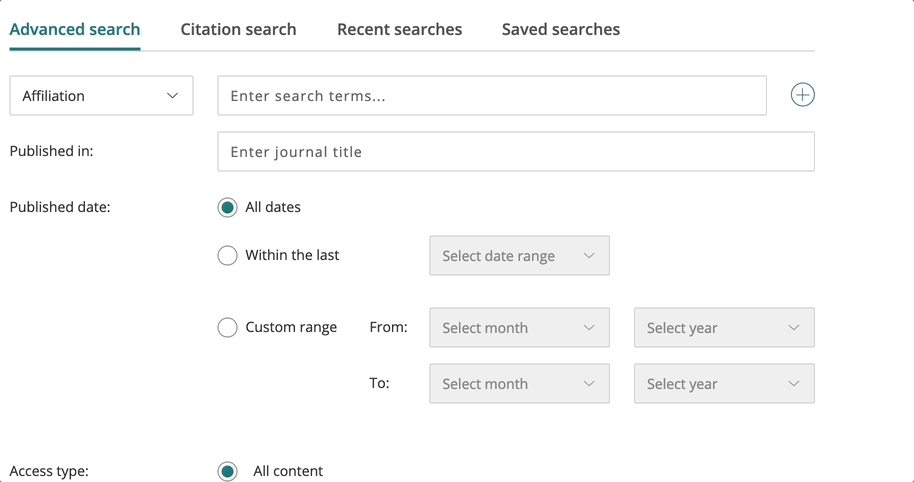 Advanced search Citation search Recent searches Saved searches
Affiliation Enter search terms...
Published in: Enter journal title
Published date: All dates
Within the last Select date range
Custom range From: Select month Select year
To: Select month Select year
Access type: All content